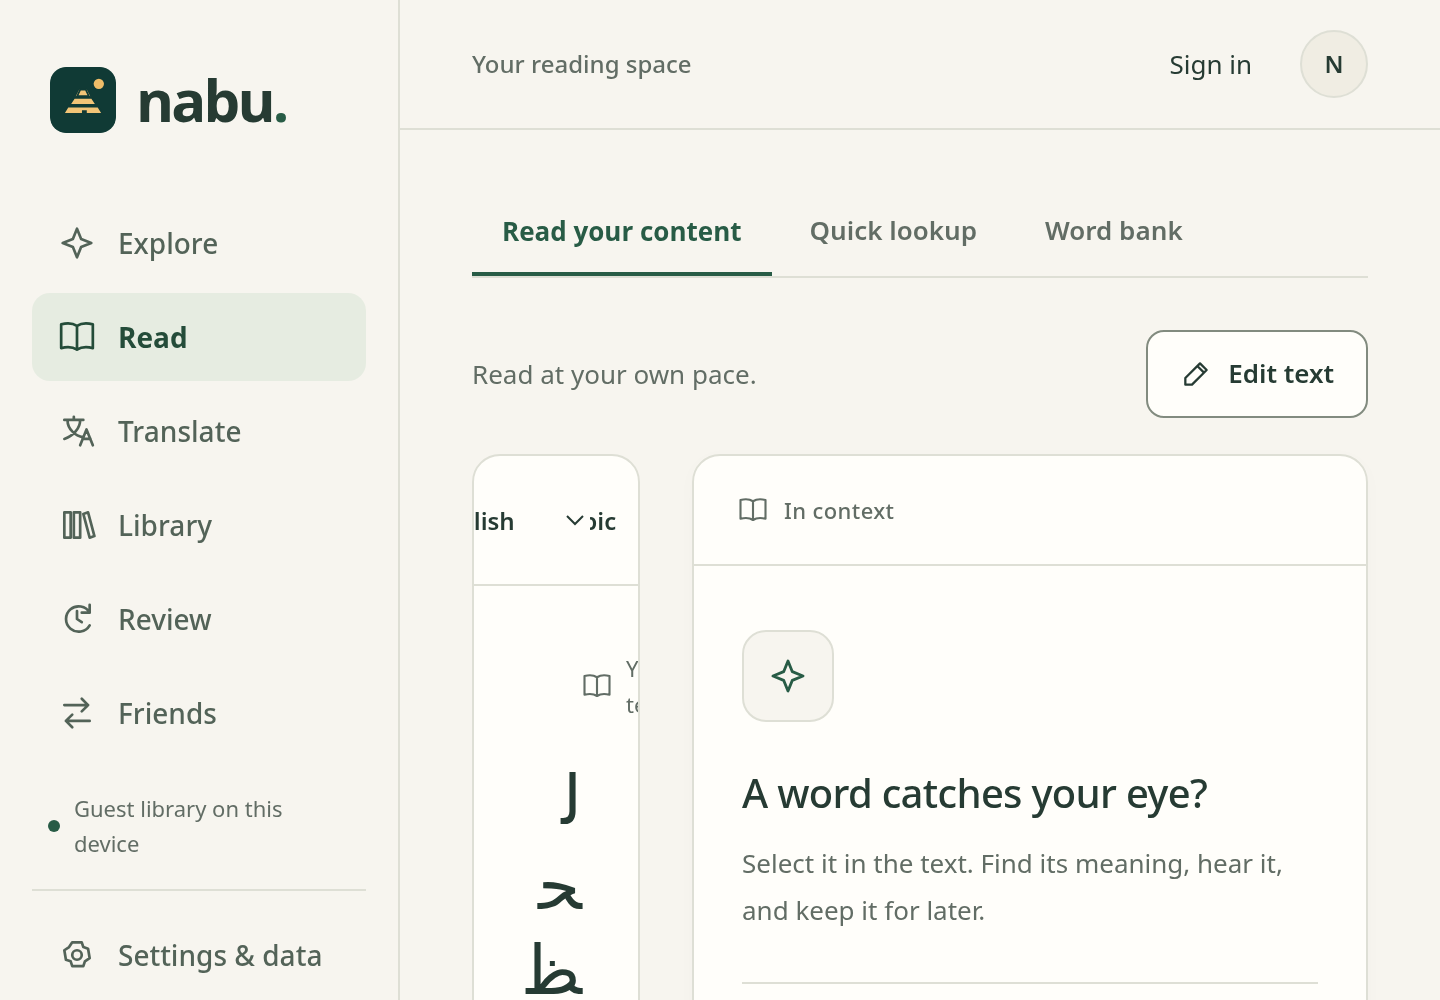 nabu.
Your reading space
Sign in
N
Explore
Read
Translate
Library
Review
Friends
Guest library on this
device
Settings & data
Read your content
Quick lookup
Word bank
Read at your own pace.
Edit text
lish
In context
A word catches your eye?
Select it in the text. Find its meaning, hear it,
and keep it for later.